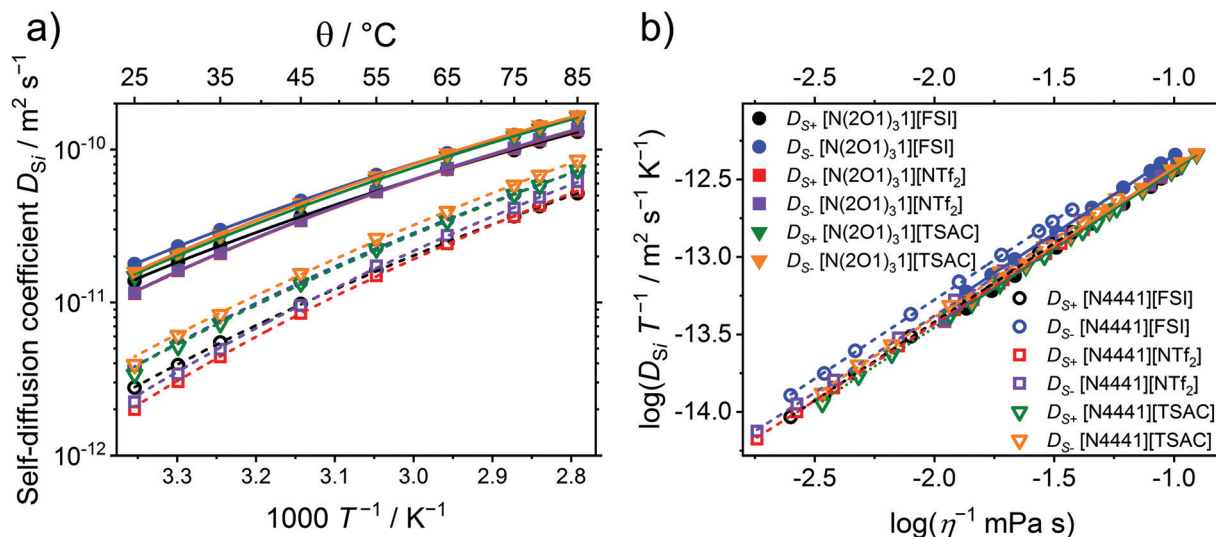 a)
θ / °C
25 35 45 55 65 75 85
Self-diffusion coefficient D_Si / m² s⁻¹
10⁻¹⁰
10⁻¹¹
10⁻¹²
3.3 3.2 3.1 3.0 2.9 2.8
1000 T⁻¹ / K⁻¹
b)
-2.5 -2.0 -1.5 -1.0
log(D_Si T⁻¹ / m² s⁻¹ K⁻¹)
-12.5
-13.0
-13.5
-14.0
D_S+ [N(2O1)₃1][FSI]
D_S- [N(2O1)₃1][FSI]
D_S+ [N(2O1)₃1][NTf₂]
D_S- [N(2O1)₃1][NTf₂]
D_S+ [N(2O1)₃1][TSAC]
D_S- [N(2O1)₃1][TSAC]
D_S+ [N4441][FSI]
D_S- [N4441][FSI]
D_S+ [N4441][NTf₂]
D_S- [N4441][NTf₂]
D_S+ [N4441][TSAC]
D_S- [N4441][TSAC]
-2.5 -2.0 -1.5 -1.0
log(η⁻¹ mPa s)